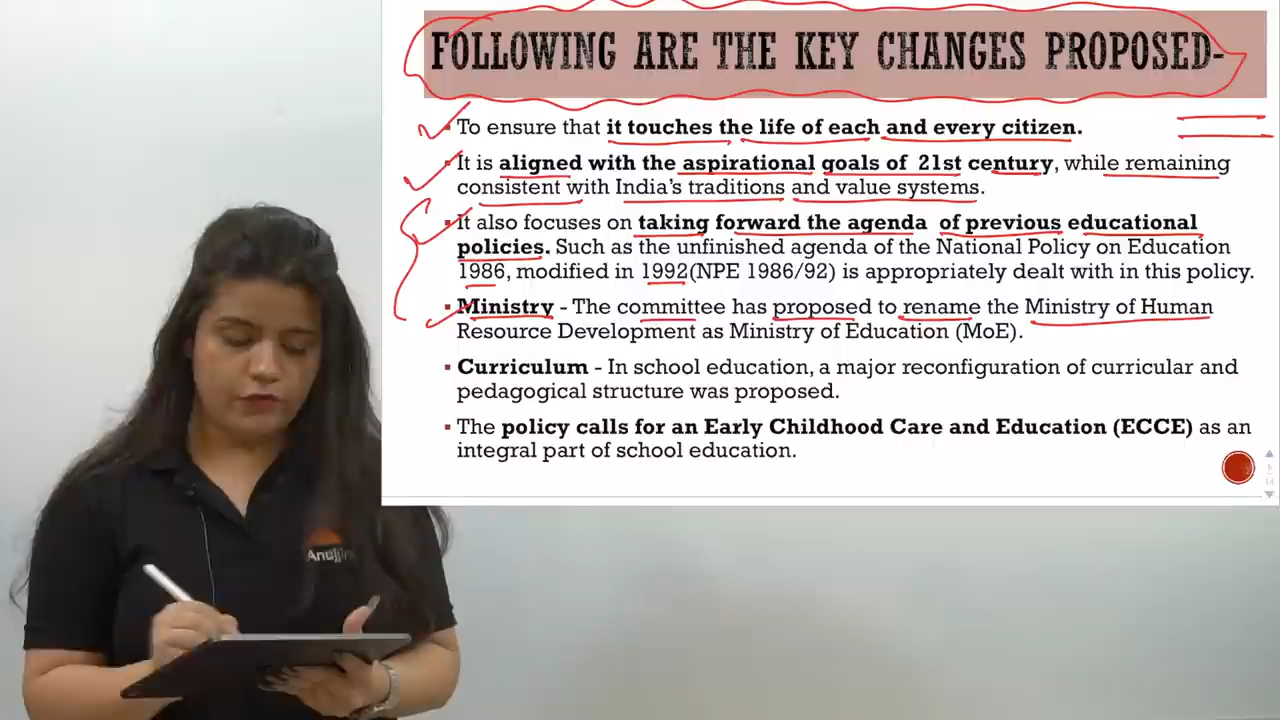 FOLLOWING ARE THE KEY CHANGES PROPOSED-
▪ To ensure that it touches the life of each and every citizen.
▪ It is aligned with the aspirational goals of 21st century, while remaining
consistent with India's traditions and value systems.
▪ It also focuses on taking forward the agenda of previous educational
policies. Such as the unfinished agenda of the National Policy on Education
1986, modified in 1992(NPE 1986/92) is appropriately dealt with in this policy.
▪ Ministry - The committee has proposed to rename the Ministry of Human
Resource Development as Ministry of Education (MoE).
▪ Curriculum - In school education, a major reconfiguration of curricular and
pedagogical structure was proposed.
▪ The policy calls for an Early Childhood Care and Education (ECCE) as an
integral part of school education.